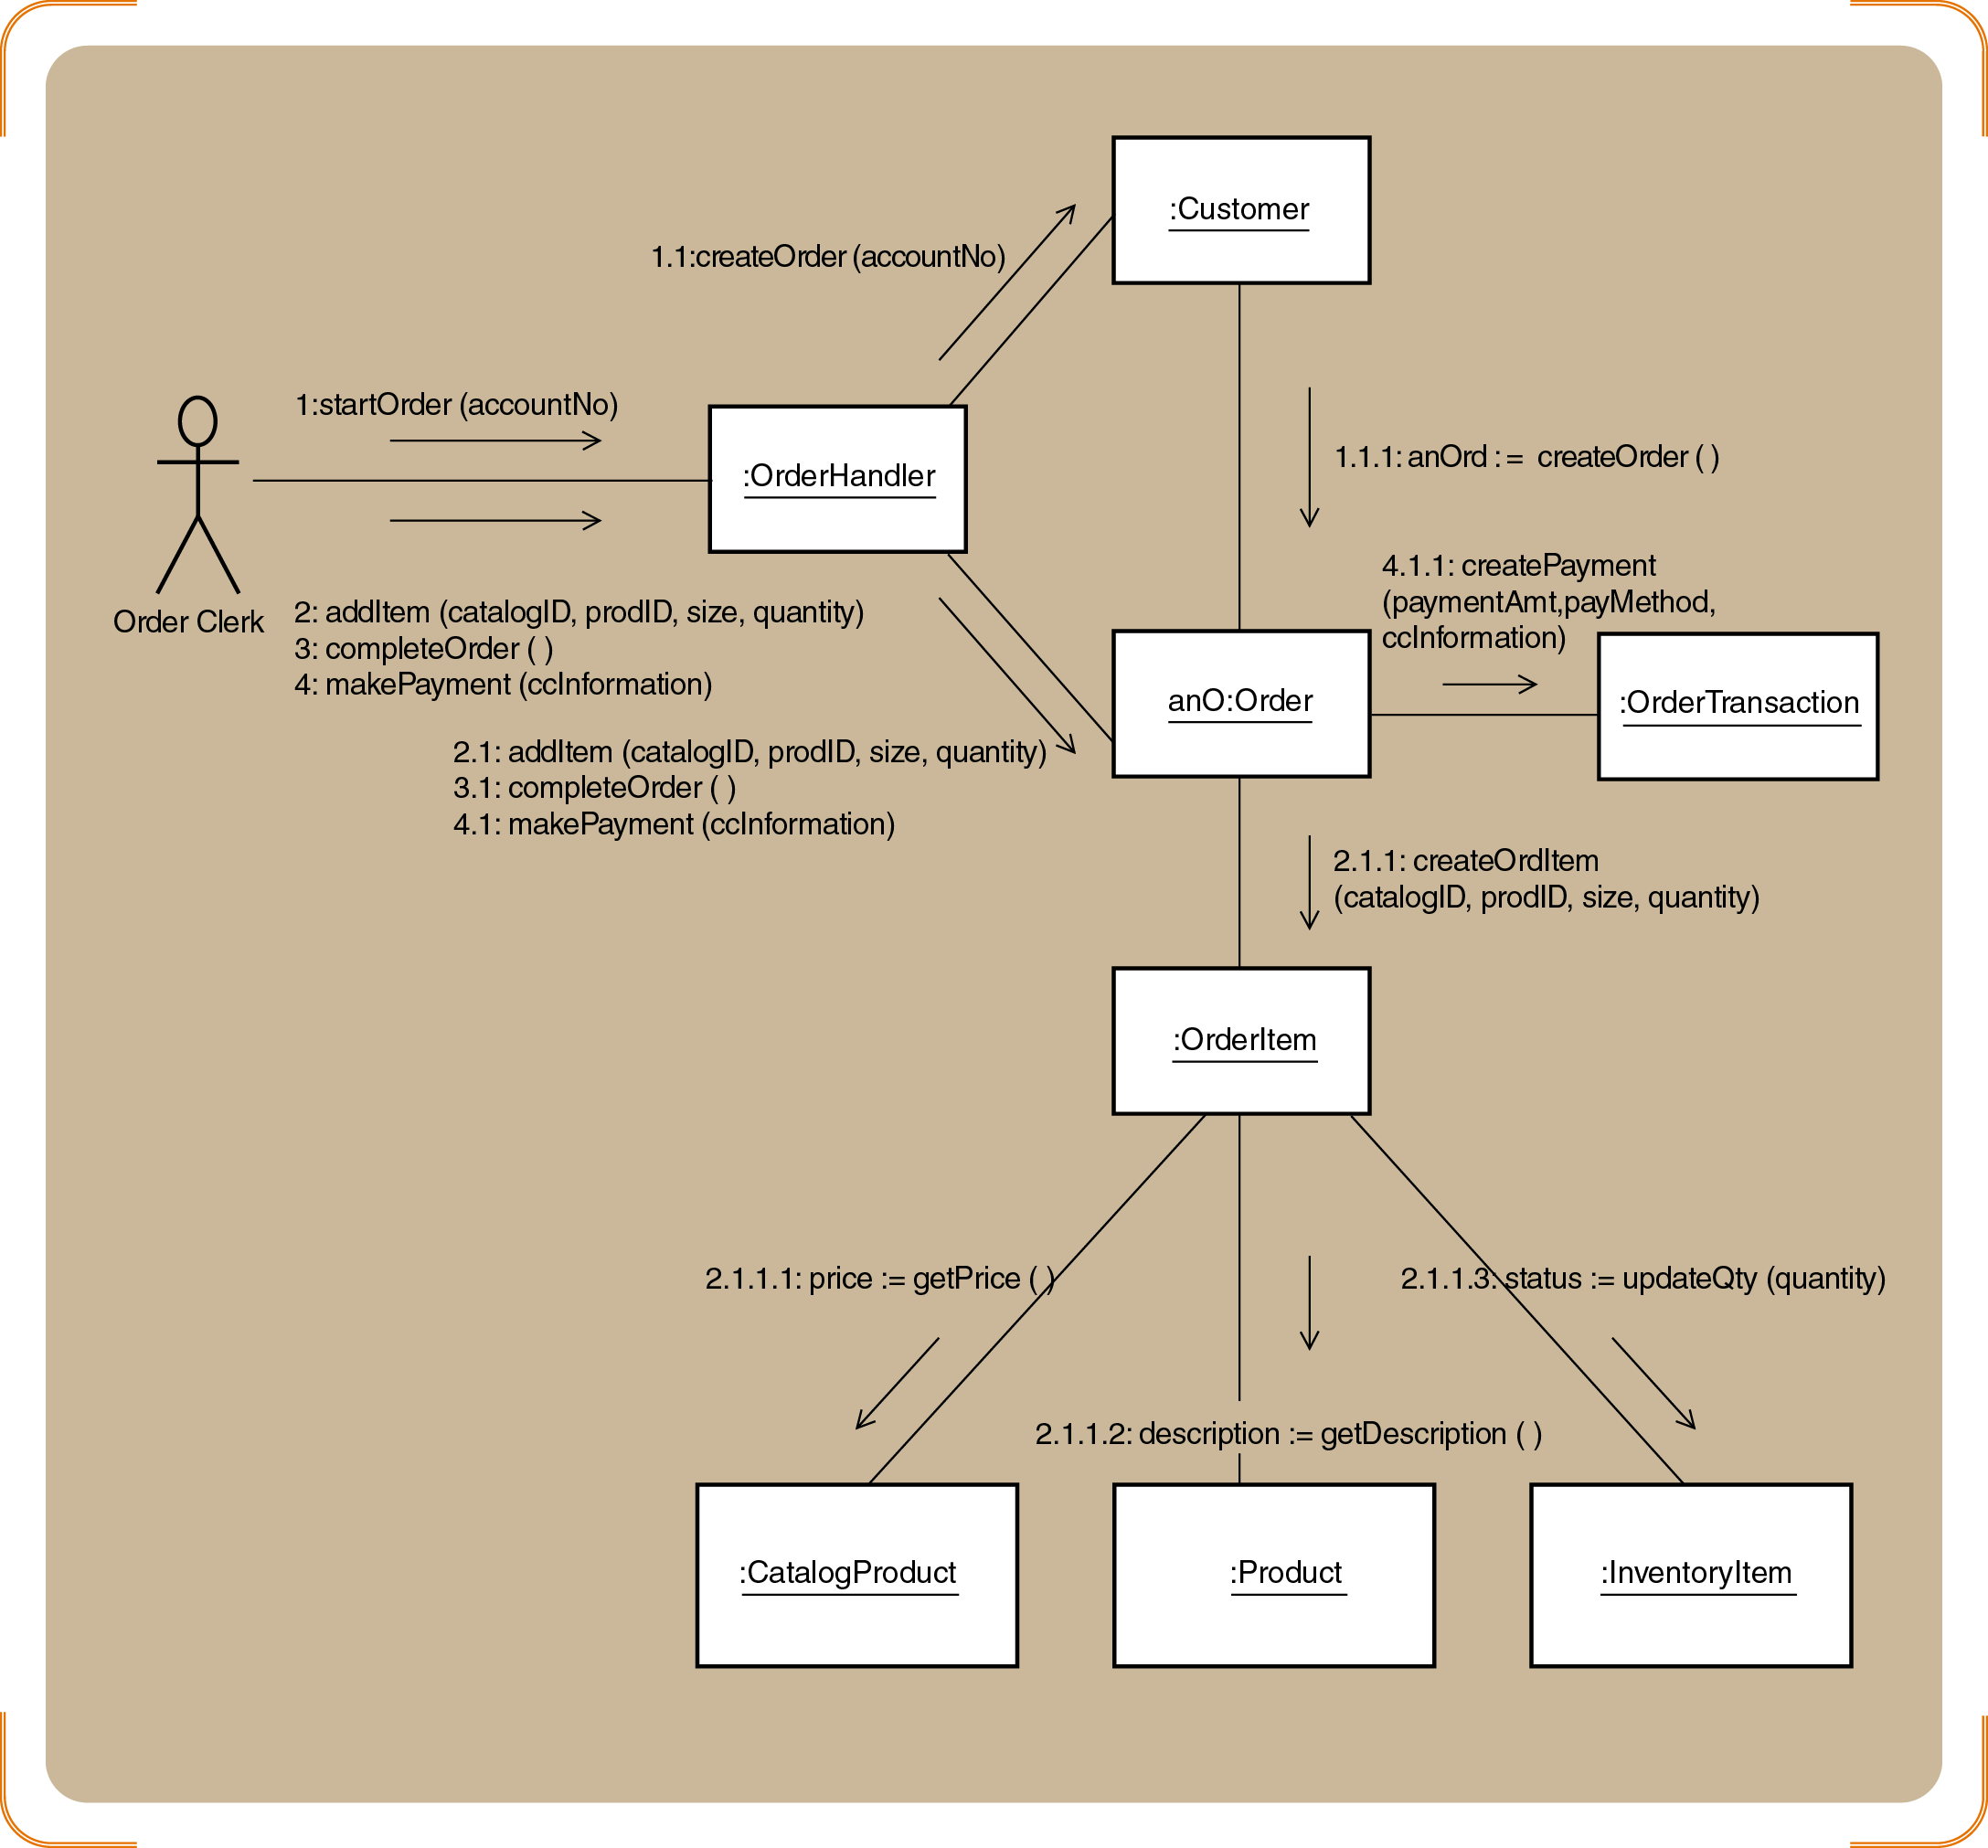 :Customer
1.1:createOrder (accountNo)
1:startOrder (accountNo)
:OrderHandler
1.1.1: anOrd : = createOrder ( )
Order Clerk
2: addItem (catalogID, prodID, size, quantity)
3: completeOrder ( )
4: makePayment (ccInformation)
4.1.1: createPayment
(paymentAmt,payMethod,
ccInformation)
anO:Order
:OrderTransaction
2.1: addItem (catalogID, prodID, size, quantity)
3.1: completeOrder ( )
4.1: makePayment (ccInformation)
2.1.1: createOrdItem
(catalogID, prodID, size, quantity)
:OrderItem
2.1.1.1: price := getPrice ( )
2.1.1.3: status := updateQty (quantity)
2.1.1.2: description := getDescription ( )
:CatalogProduct
:Product
:InventoryItem